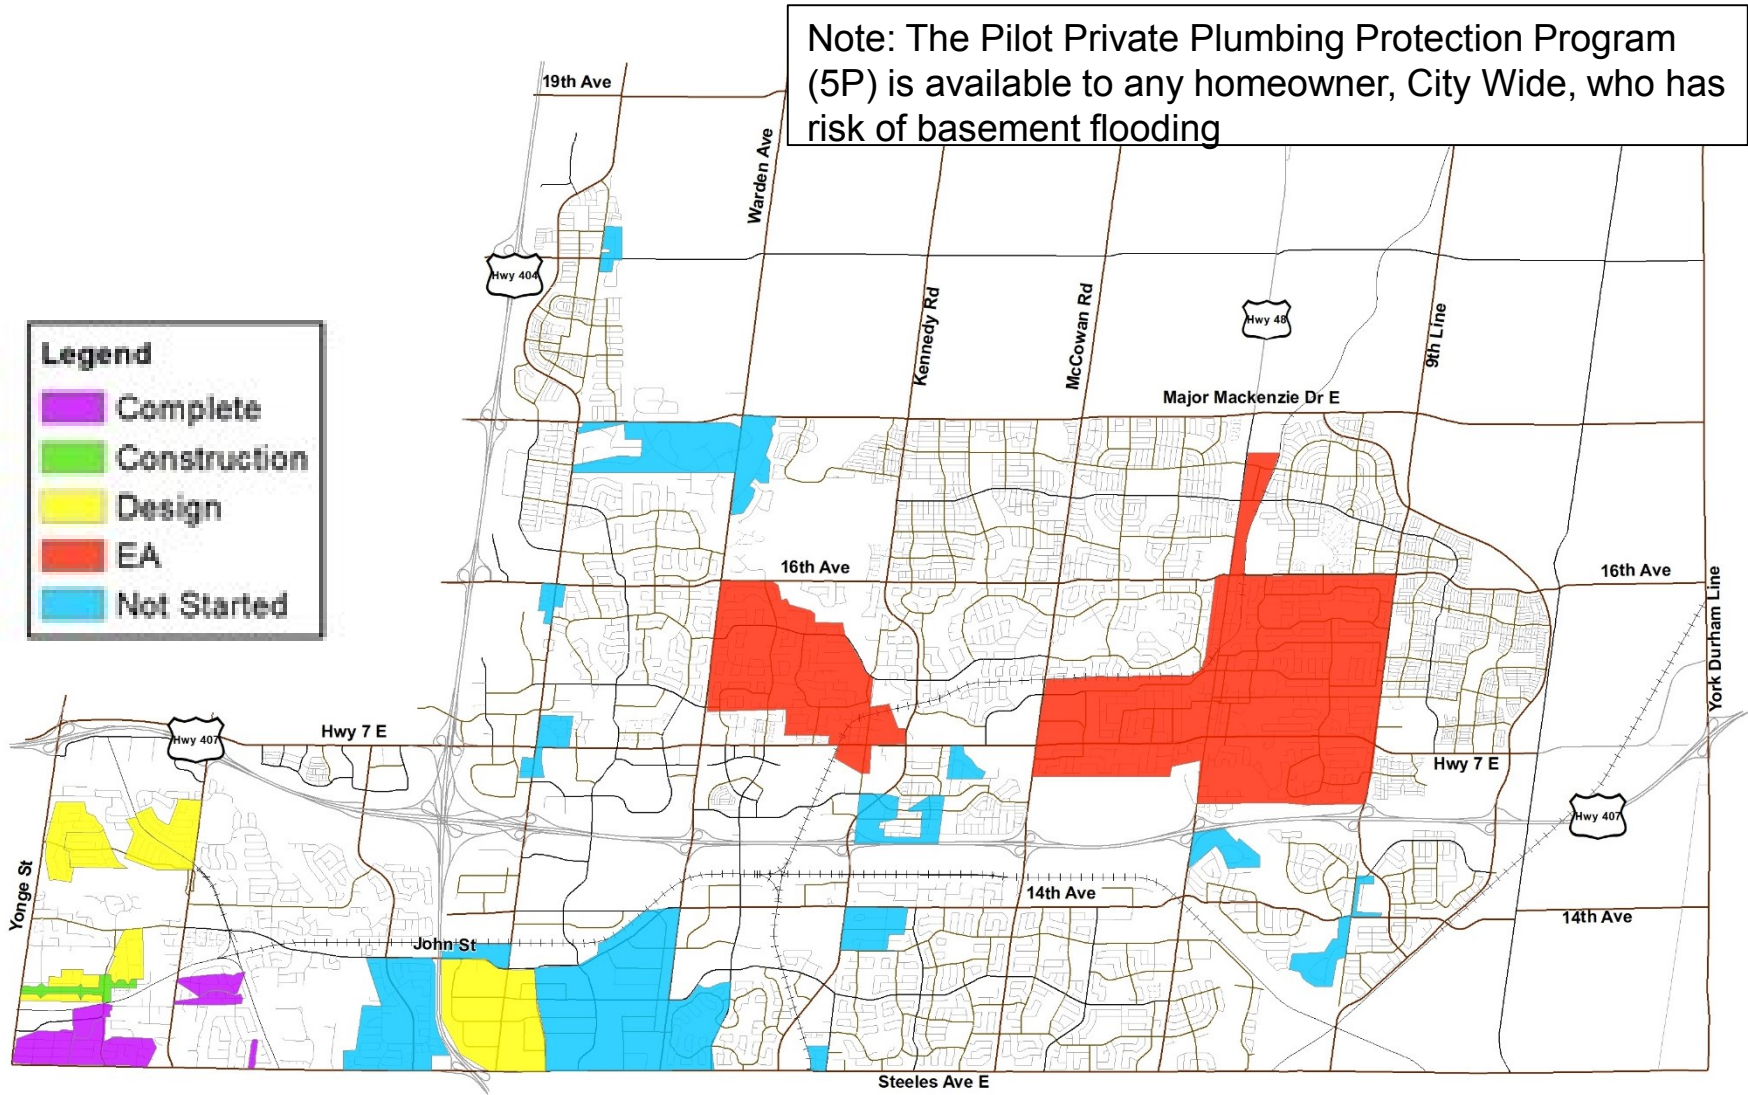 Note: The Pilot Private Plumbing Protection Program
(5P) is available to any homeowner, City Wide, who has
risk of basement flooding
19th Ave
Warden Ave
Hwy 404
Kennedy Rd
McCowan Rd
Hwy 48
9th Line
Legend
Complete
Construction
Design
EA
Not Started
Major Mackenzie Dr E
16th Ave
16th Ave
York Durham Line
Hwy 407
Hwy 7 E
Hwy 7 E
Hwy 407
Yonge St
14th Ave
14th Ave
John St
Steeles Ave E